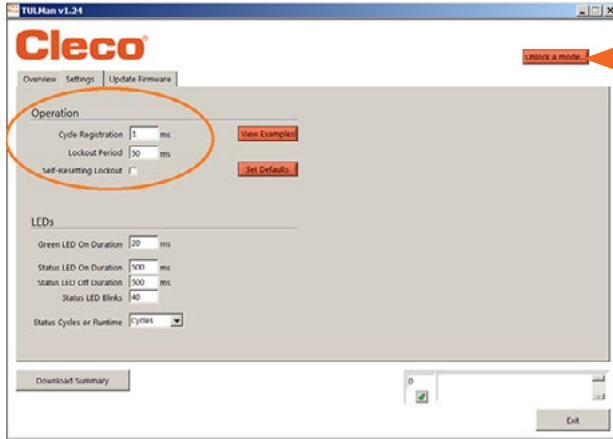 TULMan v1.24
Cleco
Unlock a mode...
Overview Settings Update Firmware
Operation
Cycle Registration 1 ms View Examples
Lockout Period 50 ms
Self-Resetting Lockout Set Defaults
LEDs
Green LED On Duration 20 ms
Status LED On Duration 500 ms
Status LED Off Duration 500 ms
Status LED Blinks 40
Status Cycles or Runtime Cycles
Download Summary
0
Exit